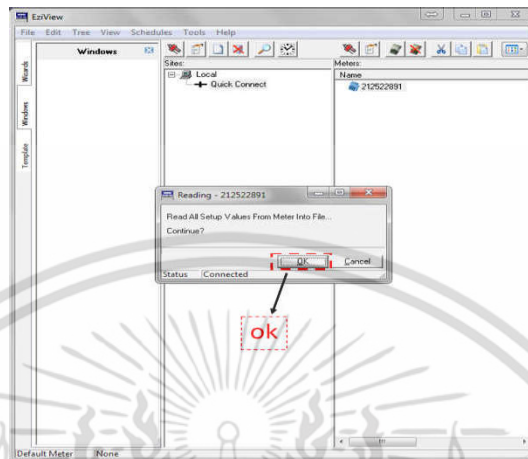 EziView
File Edit Tree View Schedules Tools Help
Windows
Sites:
Meters:
Wizards
Windows
Template
Local
Quick Connect
Name
212522891
Reading - 212522891
Read All Setup Values From Meter Into File...
Continue?
OK
Cancel
Status Connected
ok
Default Meter None